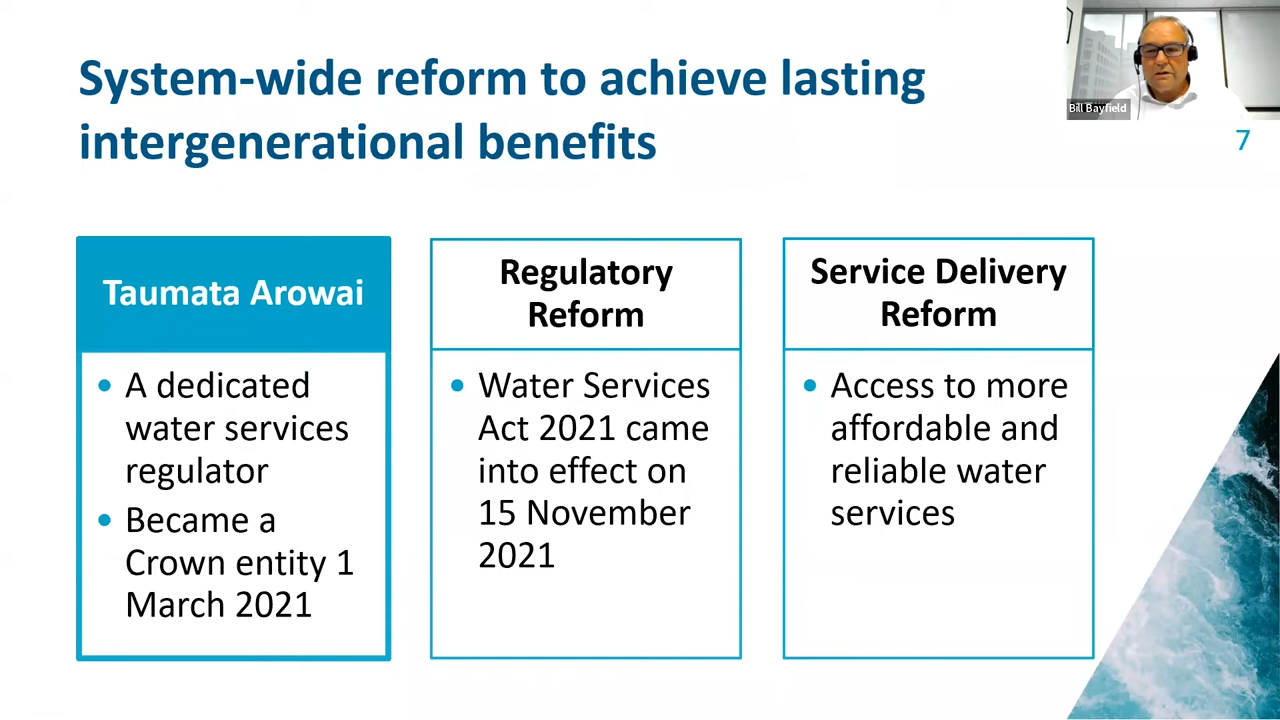 System-wide reform to achieve lasting
intergenerational benefits
Bill Bayfield
7
Taumata Arowai
• A dedicated
water services
regulator
• Became a
Crown entity 1
March 2021
Regulatory
Reform
• Water Services
Act 2021 came
into effect on
15 November
2021
Service Delivery
Reform
• Access to more
affordable and
reliable water
services